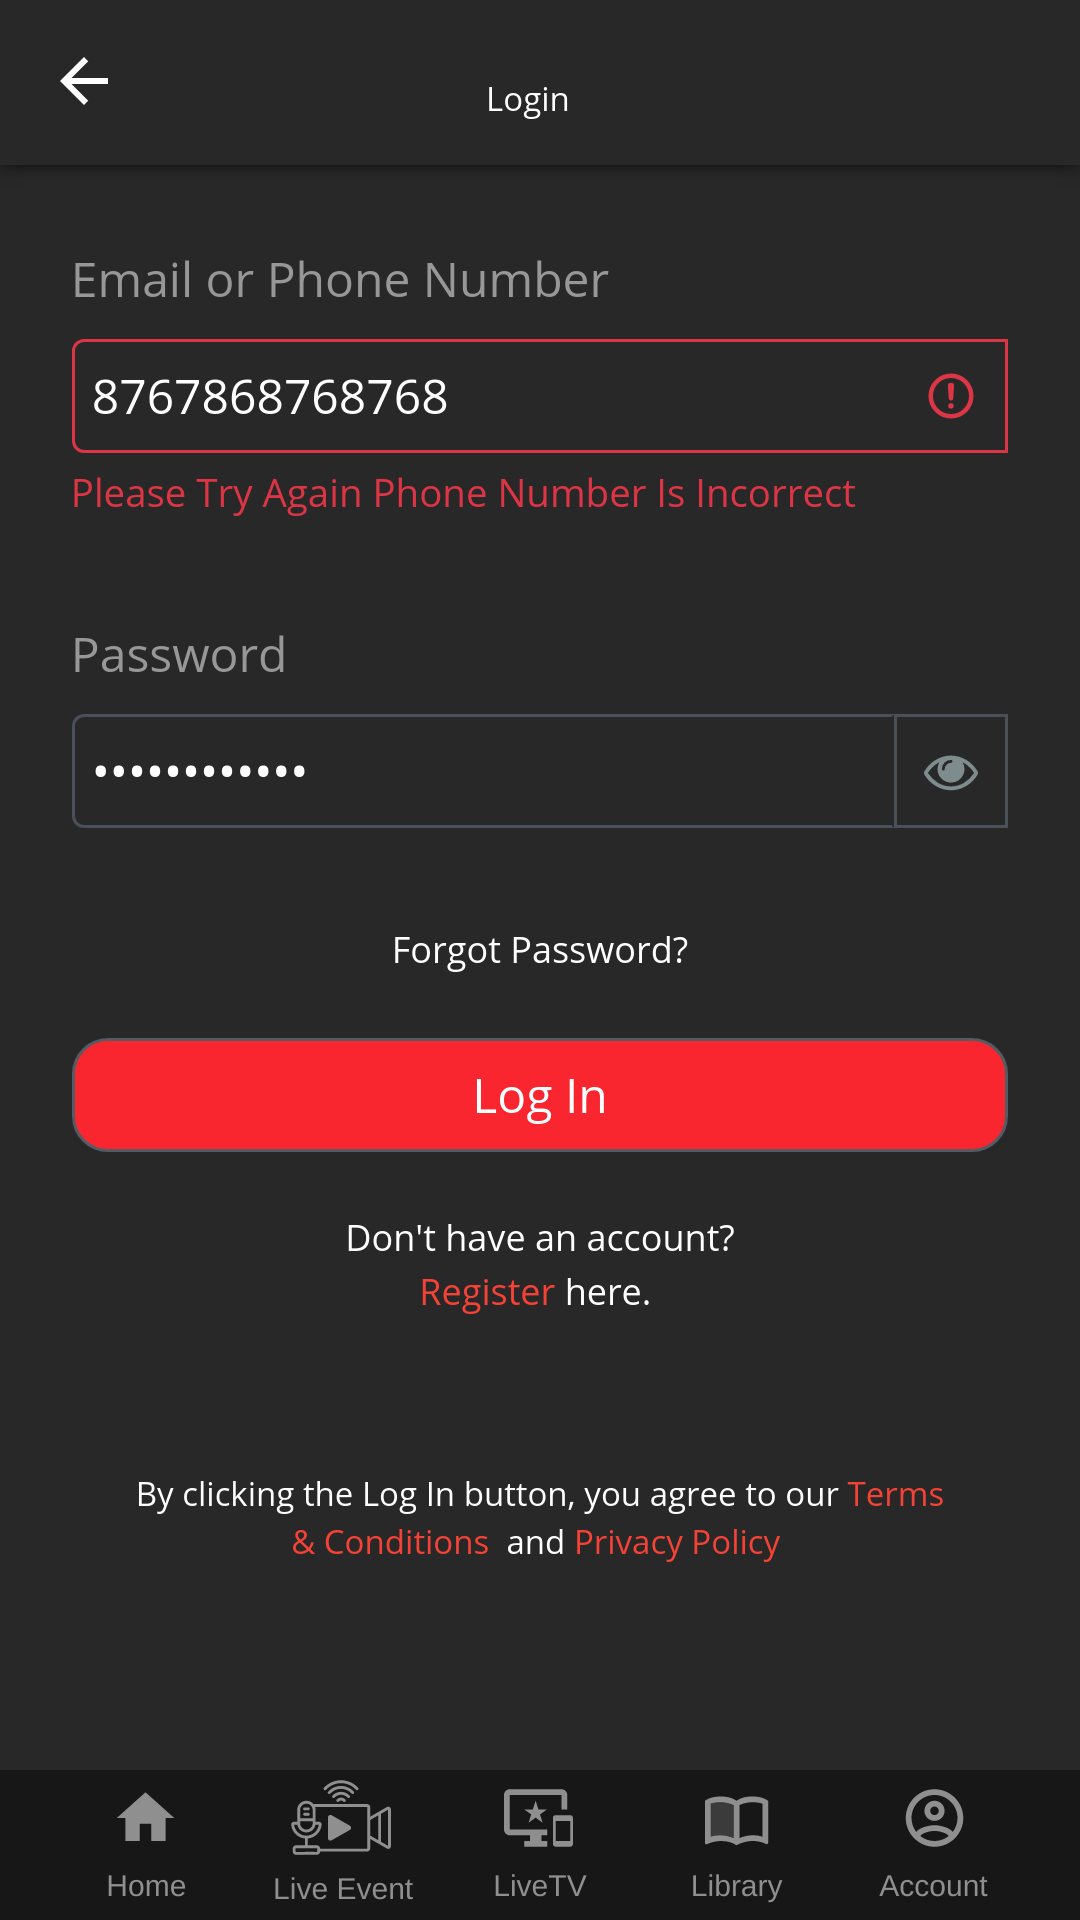 Login
Email or Phone Number
8767868768768
Please Try Again Phone Number Is Incorrect
Password
••••••••••••
Forgot Password?
Log In
Don't have an account?
Register here.
By clicking the Log In button, you agree to our Terms
& Conditions and Privacy Policy
Home
Live Event
LiveTV
Library
Account